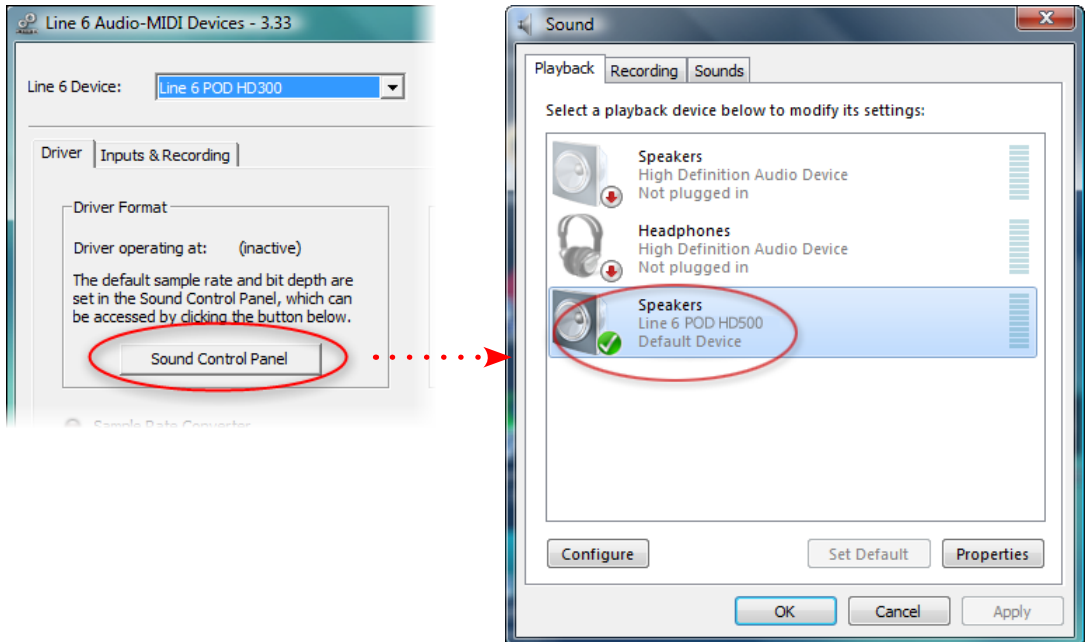 Line 6 Audio-MIDI Devices - 3.33
Line 6 Device:
Line 6 POD HD300
Driver
Inputs & Recording
Driver Format
Driver operating at: (inactive)
The default sample rate and bit depth are
set in the Sound Control Panel, which can
be accessed by clicking the button below.
Sound Control Panel
Sample Rate Converter
Sound
Playback
Recording
Sounds
Select a playback device below to modify its settings:
Speakers
High Definition Audio Device
Not plugged in
Headphones
High Definition Audio Device
Not plugged in
Speakers
Line 6 POD HD500
Default Device
Configure
Set Default
Properties
OK
Cancel
Apply